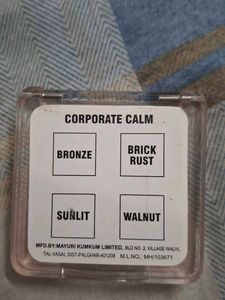 CORPORATE CALM
BRONZE
BRICK
RUST
SUNLIT
WALNUT
MFD.BY:MAYURI KUMKUM LIMITED, BLD NO 3, VILLAGE WALIV,
TAL-VASAI, DIST-PALGHAR-401208 M.L.NO.: MH/103671